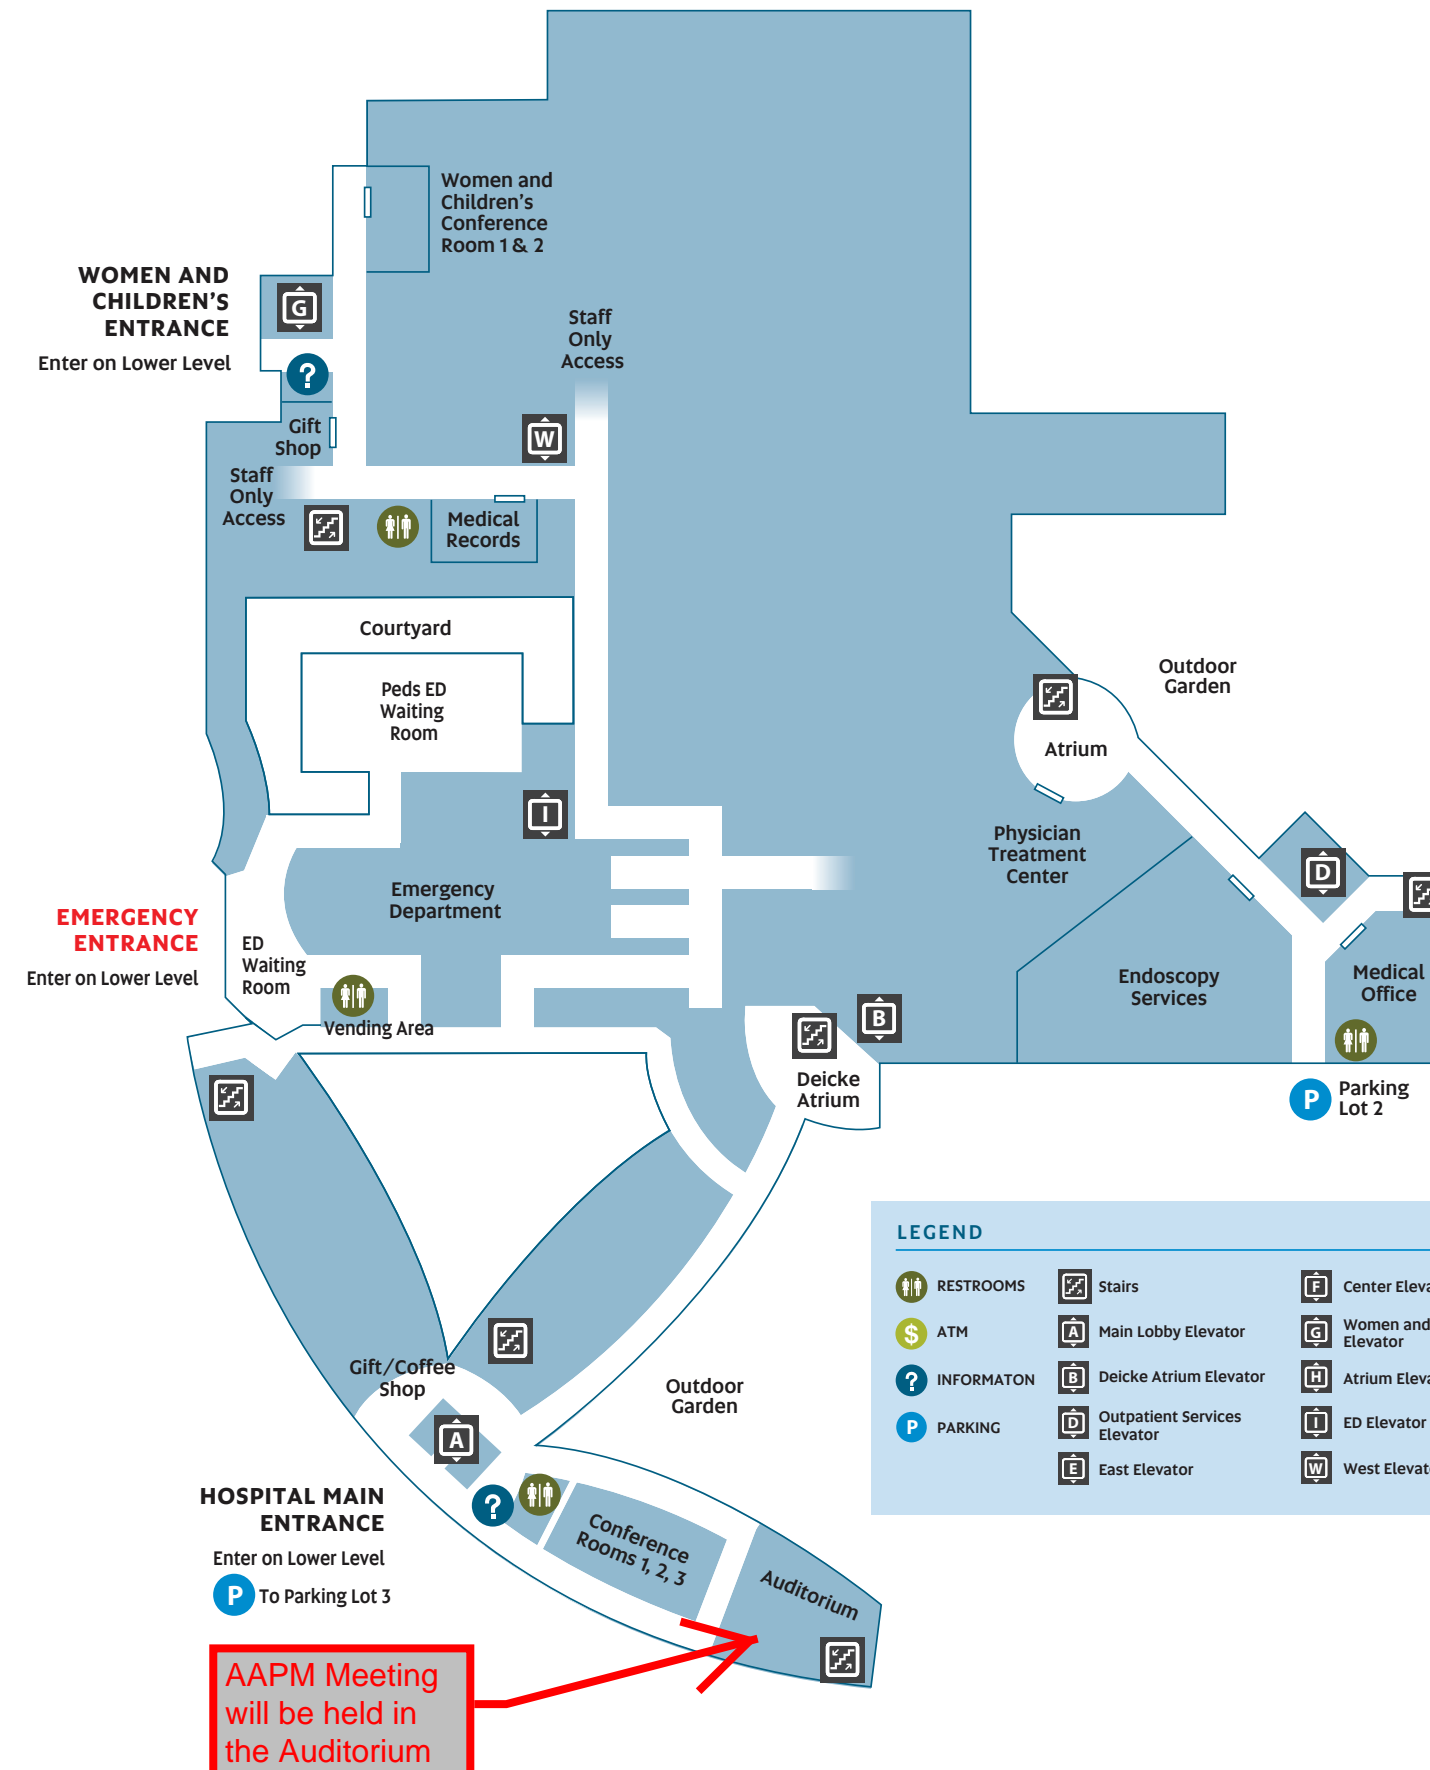 Women and
Children's
Conference
Room 1 & 2
WOMEN AND
CHILDREN'S
ENTRANCE
Enter on Lower Level
G
Staff
Only
Access
?
Gift
Shop
W
Staff
Only
Access
Medical
Records
Courtyard
Peds ED
Waiting
Room
Outdoor
Garden
Atrium
I
Physician
Treatment
Center
D
Emergency
Department
EMERGENCY
ENTRANCE
Enter on Lower Level
ED
Waiting
Room
Vending Area
Endoscopy
Services
Medical
Office
B
Deicke
Atrium
P
Parking
Lot 2
LEGEND
RESTROOMS
$ ATM
? INFORMATON
P PARKING
Stairs
A Main Lobby Elevator
B Deicke Atrium Elevator
D Outpatient Services
Elevator
E East Elevator
F Center Eleva
G Women and
Elevator
H Atrium Eleva
I ED Elevator
W West Elevat
Gift/Coffee
Shop
A
Outdoor
Garden
HOSPITAL MAIN
ENTRANCE
Enter on Lower Level
P To Parking Lot 3
?
Conference
Rooms 1, 2, 3
Auditorium
AAPM Meeting
will be held in
the Auditorium